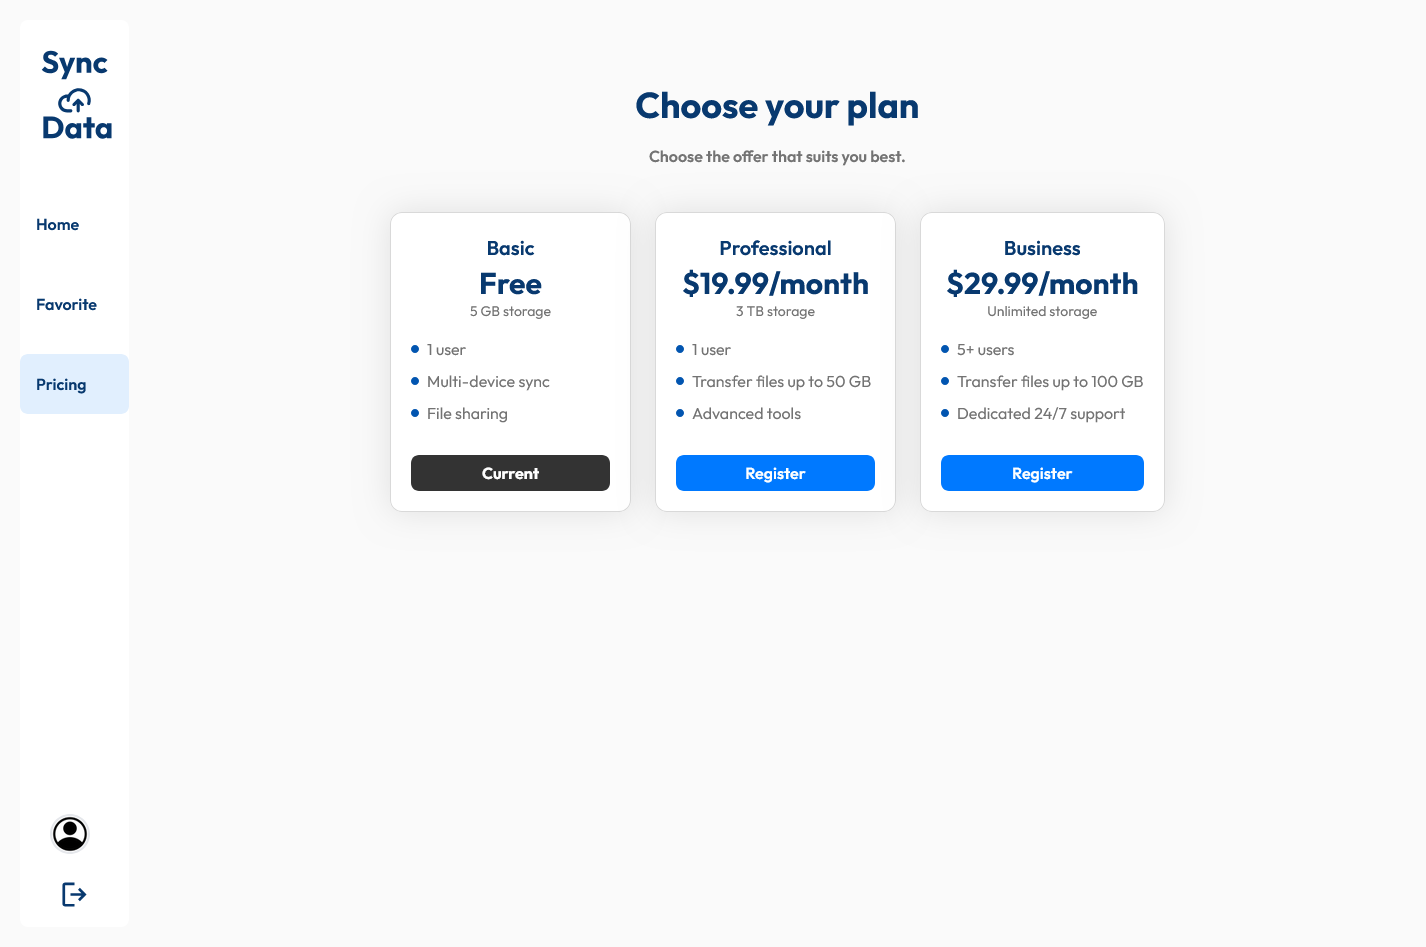 Sync
Data
Home
Favorite
Pricing
Choose your plan
Choose the offer that suits you best.
Basic
Free
5 GB storage
1 user
Multi-device sync
File sharing
Current
Professional
$19.99/month
3 TB storage
1 user
Transfer files up to 50 GB
Advanced tools
Register
Business
$29.99/month
Unlimited storage
5+ users
Transfer files up to 100 GB
Dedicated 24/7 support
Register